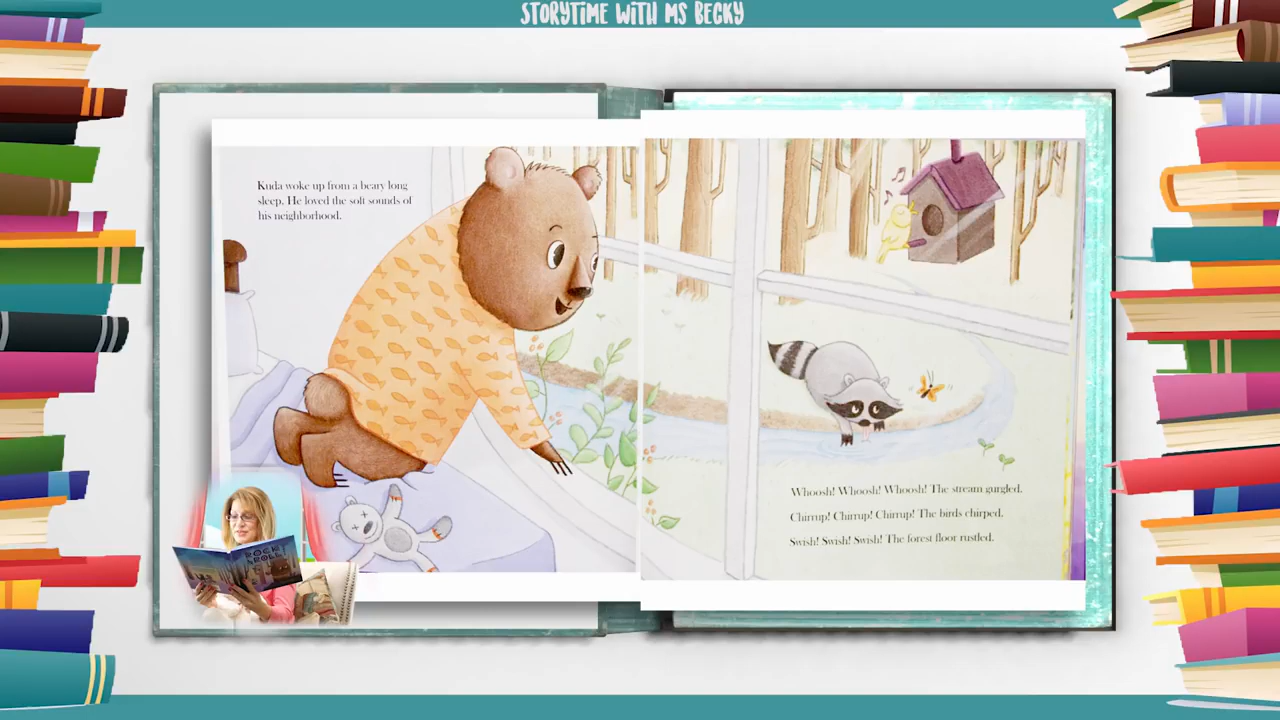 STORYTIME WITH MS BECKY
Kuda woke up from a beary long
sleep. He loved the soft sounds of
his neighborhood.
Whoosh! Whoosh! Whoosh! The stream gurgled.
Chirrup! Chirrup! Chirrup! The birds chirped.
Swish! Swish! Swish! The forest floor rustled.
ROCK